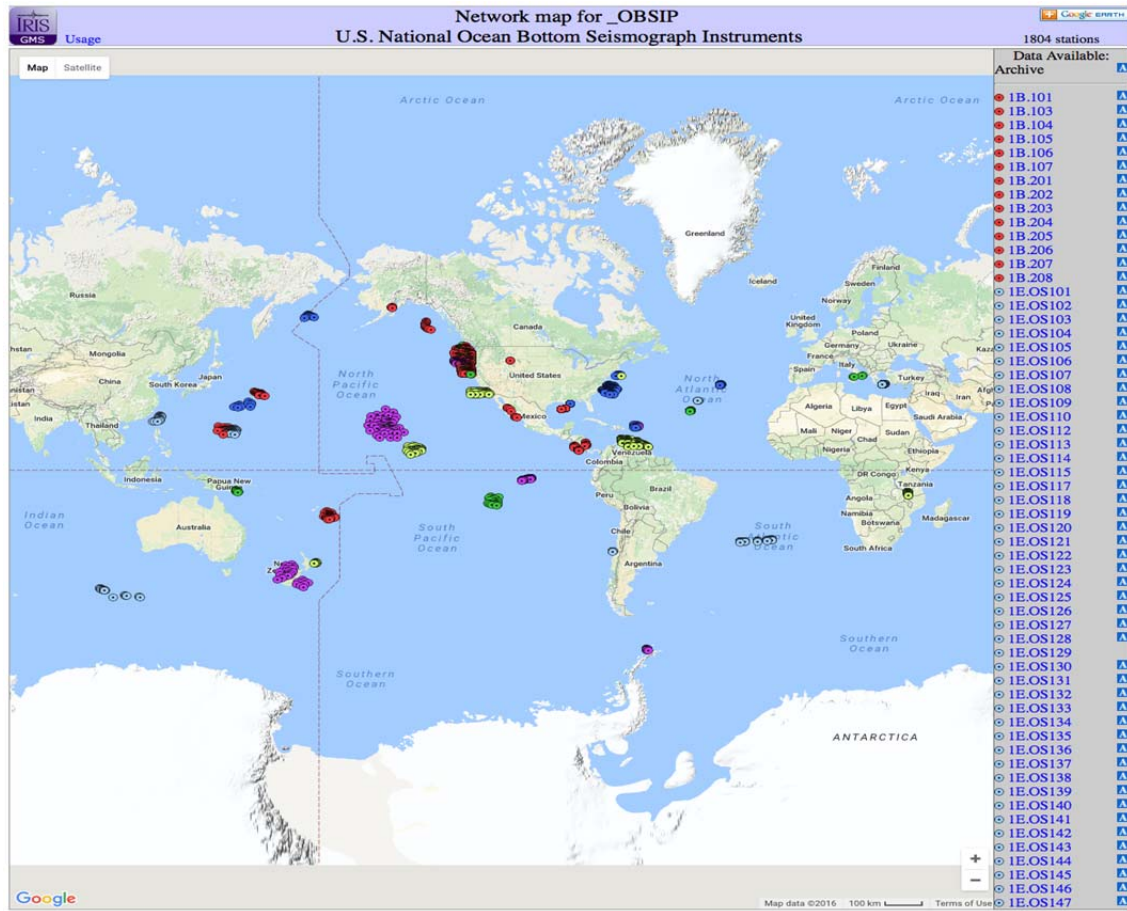 IRIS
GMS
Usage
Network map for _OBSIP
U.S. National Ocean Bottom Seismograph Instruments
Google EARTH
1804 stations
Map
Satellite
Data Available:
Archive
A
Arctic Ocean
Arctic Ocean
Greenland
Iceland
Russia
Finland
Sweden
Norway
Canada
United
Kingdom
Poland
Germany
Ukraine
France
Italy
Spain
Turkey
Mongolia
China
South Korea
Japan
North
Pacific
Ocean
United States
North
Atlantic
Ocean
Algeria
Libya
Egypt
Iraq
Iran
Saudi Arabia
India
Thailand
Mexico
Mali
Niger
Chad
Sudan
Nigeria
Ethiopia
Venezuela
Colombia
Indonesia
Papua New
DR Congo
Kenya
Tanzania
Peru
Brazil
Bolivia
Angola
Namibia
Botswana
Madagascar
Indian
Ocean
Australia
South
Pacific
Ocean
Chile
South
Atlantic
Ocean
South Africa
Argentina
Southern
Ocean
Southern
Ocean
ANTARCTICA
1B.101 A
1B.103 A
1B.104 A
1B.105 A
1B.106 A
1B.107 A
1B.201 A
1B.202 A
1B.203 A
1B.204 A
1B.205 A
1B.206 A
1B.207 A
1B.208 A
1E.OS101 A
1E.OS102 A
1E.OS103 A
1E.OS104 A
1E.OS105 A
1E.OS106 A
1E.OS107 A
1E.OS108 A
1E.OS109 A
1E.OS110 A
1E.OS112 A
1E.OS113 A
1E.OS114 A
1E.OS115 A
1E.OS117 A
1E.OS118 A
1E.OS119 A
1E.OS120 A
1E.OS121 A
1E.OS122 A
1E.OS123 A
1E.OS124 A
1E.OS125 A
1E.OS126 A
1E.OS127 A
1E.OS128 A
1E.OS129
1E.OS130 A
1E.OS131 A
1E.OS132 A
1E.OS133 A
1E.OS134 A
1E.OS135 A
1E.OS136 A
1E.OS137 A
1E.OS138 A
1E.OS139 A
1E.OS140 A
1E.OS141 A
1E.OS142 A
1E.OS143 A
1E.OS144 A
1E.OS145 A
1E.OS146 A
1E.OS147 A
+
−
Google
Map data ©2016
100 km
Terms of Use